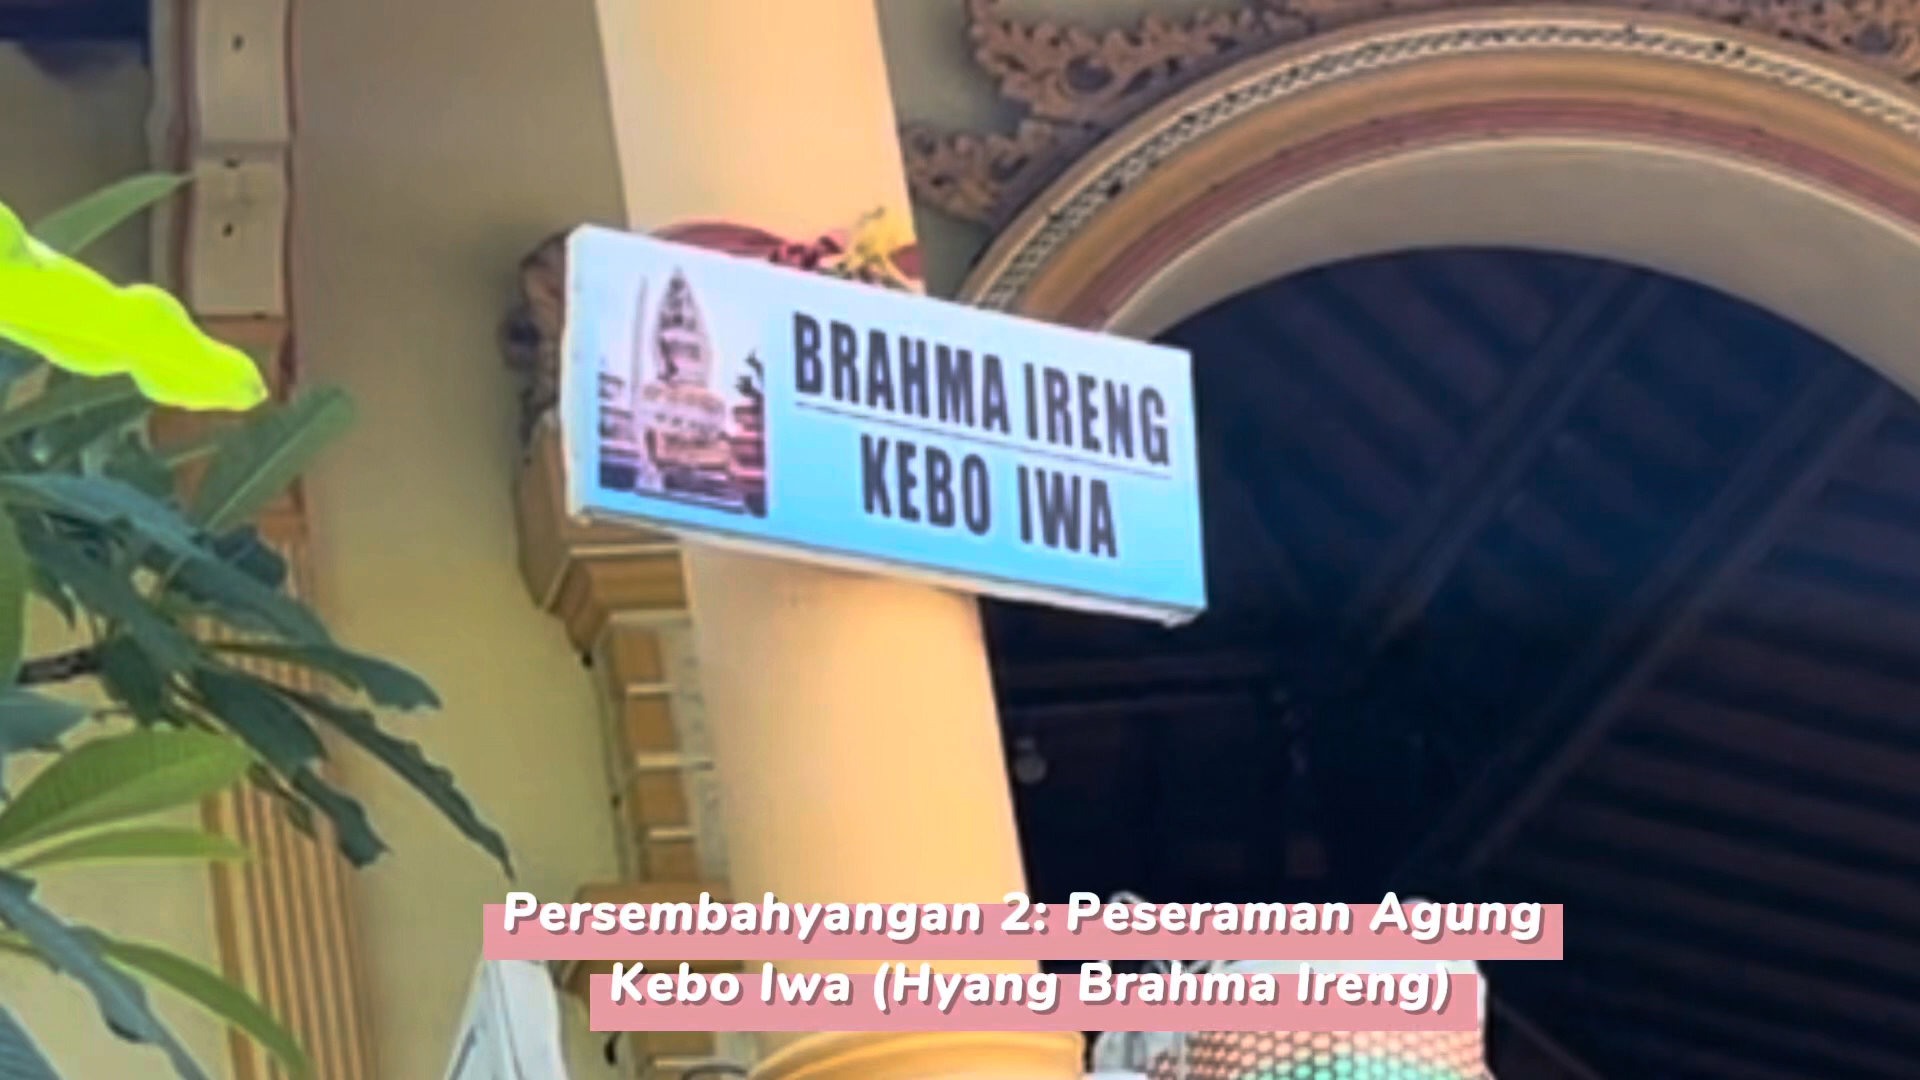 BRAHMA IRENG
KEBO IWA
Persembahyangan 2: Peseraman Agung
Kebo Iwa (Hyang Brahma Ireng)